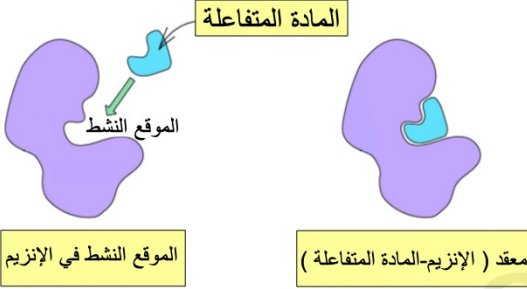 المادة المتفاعلة
الموقع النشط
الموقع النشط في الإنزيم
معقد ( الإنزيم-المادة المتفاعلة )